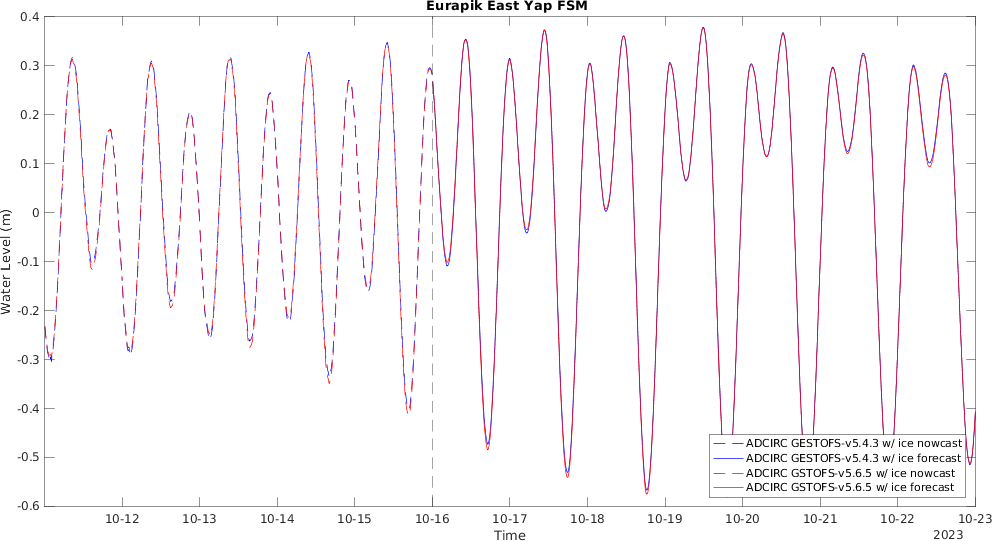 Eurapik East Yap FSM
0.4
0.3
0.2
0.1
0
-0.1
-0.2
-0.3
-0.4
-0.5
-0.6
Water Level (m)
ADCIRC GESTOFS-v5.4.3 w/ ice nowcast
ADCIRC GESTOFS-v5.4.3 w/ ice forecast
ADCIRC GSTOFS-v5.6.5 w/ ice nowcast
ADCIRC GSTOFS-v5.6.5 w/ ice forecast
10-12 10-13 10-14 10-15 10-16 10-17 10-18 10-19 10-20 10-21 10-22 10-23
Time
2023